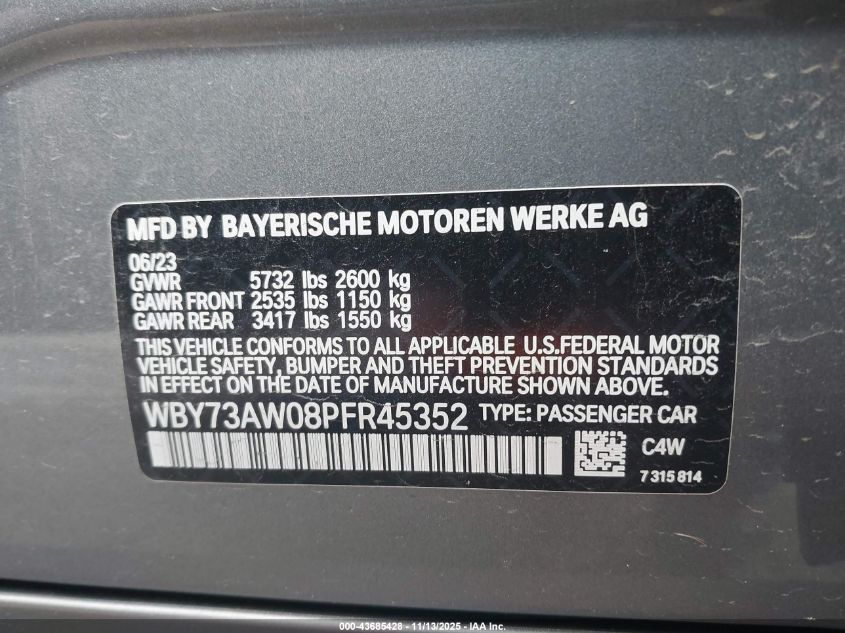 MFD BY BAYERISCHE MOTOREN WERKE AG
06/23
GVWR 5732 lbs 2600 kg
GAWR FRONT 2535 lbs 1150 kg
GAWR REAR 3417 lbs 1550 kg
THIS VEHICLE CONFORMS TO ALL APPLICABLE U.S.FEDERAL MOTOR
VEHICLE SAFETY, BUMPER AND THEFT PREVENTION STANDARDS
IN EFFECT ON THE DATE OF MANUFACTURE SHOWN ABOVE.
WBY73AW08PFR45352 TYPE: PASSENGER CAR
C4W
7 315 814
000-43685428 - 11/13/2025 - IAA Inc.